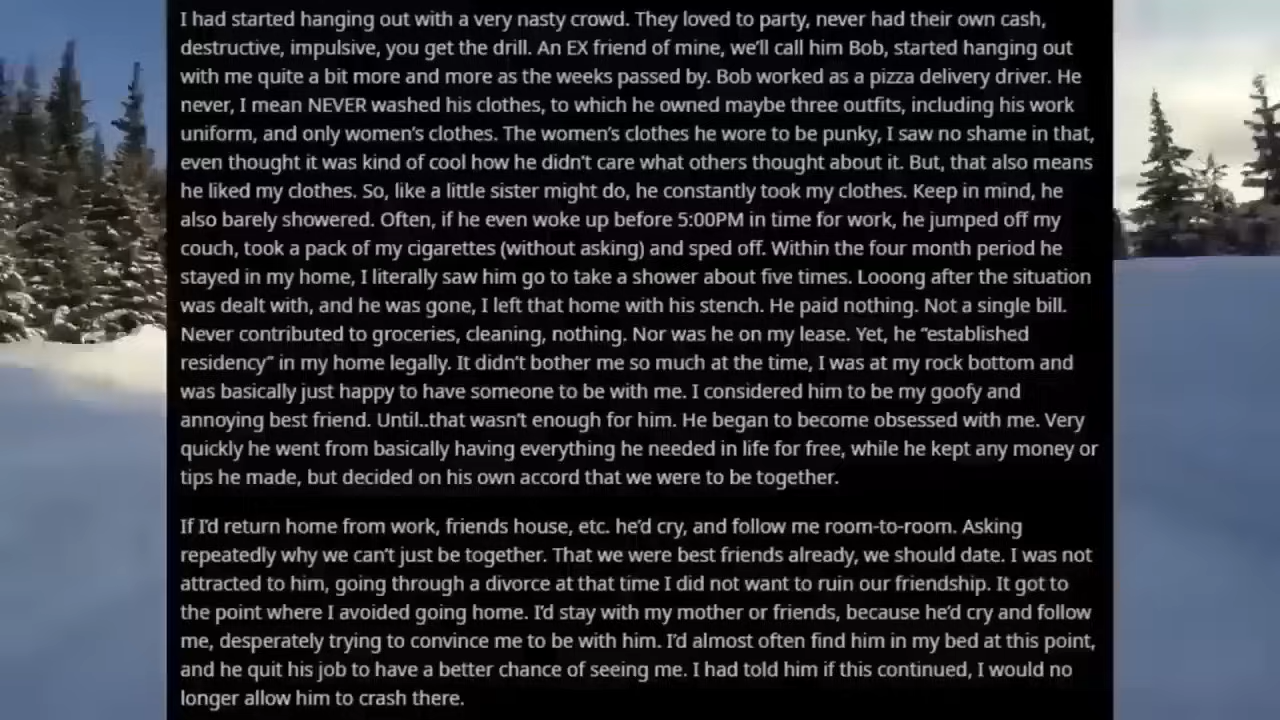 I had started hanging out with a very nasty crowd. They loved to party, never had their own cash,
destructive, impulsive, you get the drill. An EX friend of mine, we'll call him Bob, started hanging out
with me quite a bit more and more as the weeks passed by. Bob worked as a pizza delivery driver. He
never, I mean NEVER washed his clothes, to which he owned maybe three outfits, including his work
uniform, and only women's clothes. The women's clothes he wore to be punky, I saw no shame in that,
even thought it was kind of cool how he didn't care what others thought about it. But, that also means
he liked my clothes. So, like a little sister might do, he constantly took my clothes. Keep in mind, he
also barely showered. Often, if he even woke up before 5:00PM in time for work, he jumped off my
couch, took a pack of my cigarettes (without asking) and sped off. Within the four month period he
stayed in my home, I literally saw him go to take a shower about five times. Looong after the situation
was dealt with, and he was gone, I left that home with his stench. He paid nothing. Not a single bill.
Never contributed to groceries, cleaning, nothing. Nor was he on my lease. Yet, he “established
residency” in my home legally. It didn't bother me so much at the time, I was at my rock bottom and
was basically just happy to have someone to be with me. I considered him to be my goofy and
annoying best friend. Until..that wasn't enough for him. He began to become obsessed with me. Very
quickly he went from basically having everything he needed in life for free, while he kept any money or
tips he made, but decided on his own accord that we were to be together.
If I'd return home from work, friends house, etc. he'd cry, and follow me room-to-room. Asking
repeatedly why we can't just be together. That we were best friends already, we should date. I was not
attracted to him, going through a divorce at that time I did not want to ruin our friendship. It got to
the point where I avoided going home. I'd stay with my mother or friends, because he'd cry and follow
me, desperately trying to convince me to be with him. I'd almost often find him in my bed at this point,
and he quit his job to have a better chance of seeing me. I had told him if this continued, I would no
longer allow him to crash there.